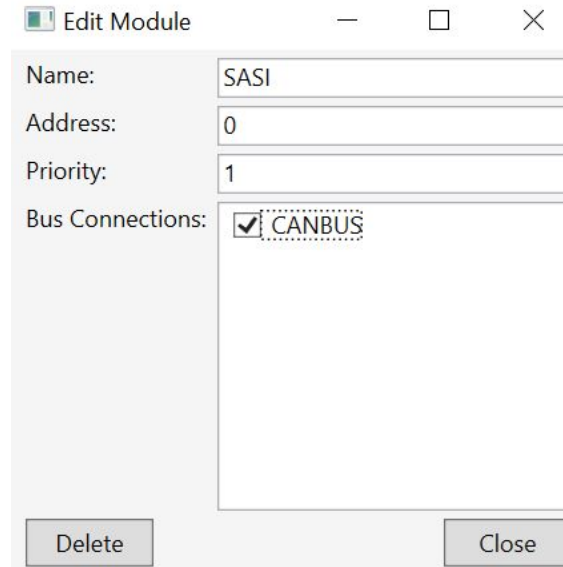 Edit Module
Name: SASI
Address: 0
Priority: 1
Bus Connections: CANBUS
Delete Close